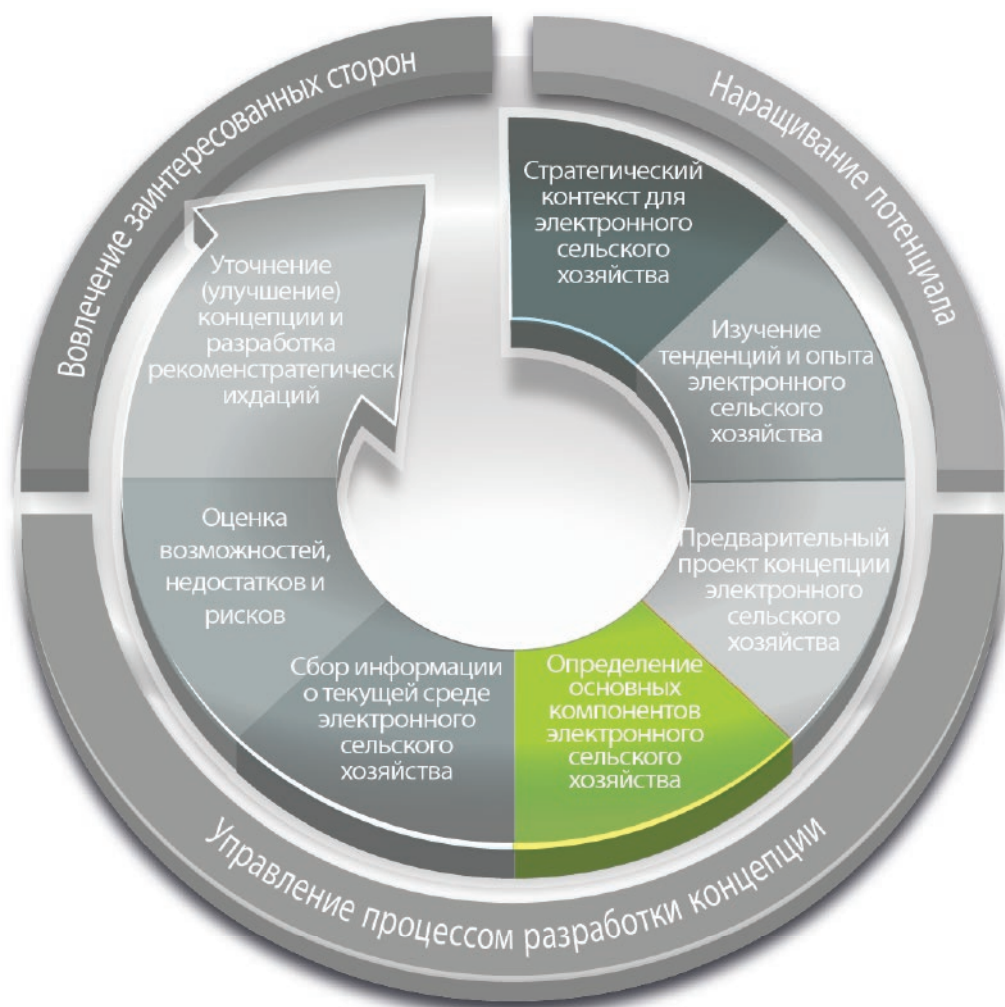 Вовлечение заинтересованных сторон
Наращивание потенциала
Стратегический
контекст для
электронного
сельского
хозяйства
Изучение
тенденций и опыта
электронного
сельского
хозяйства
Предварительный
проект концепции
электронного
сельского
хозяйства
Определение
основных
компонентов
электронного
сельского
хозяйства
Сбор информации
о текущей среде
электронного
сельского
хозяйства
Оценка
возможностей,
недостатков и
рисков
Уточнение
(улучшение)
концепции и
разработка
рекоменстратегическ
ихдаций
Управление процессом разработки концепции